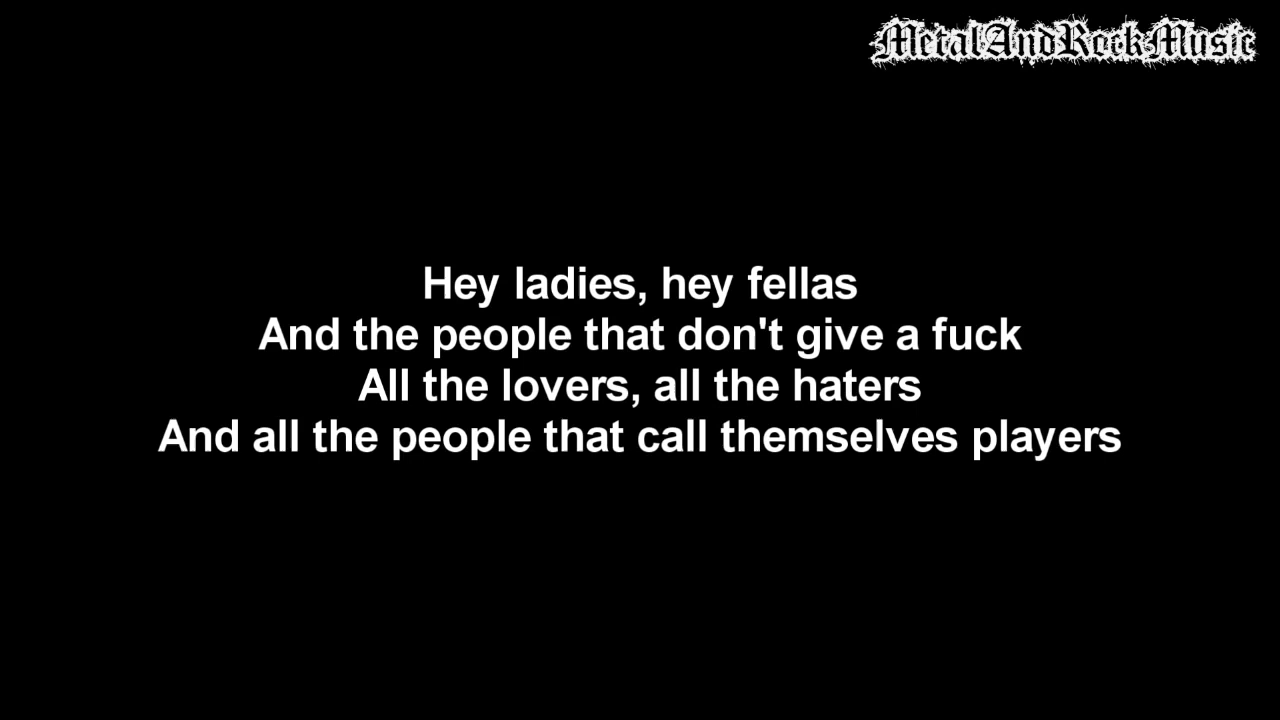 MetalAndRockMusic
Hey ladies, hey fellas
And the people that don't give a fuck
All the lovers, all the haters
And all the people that call themselves players